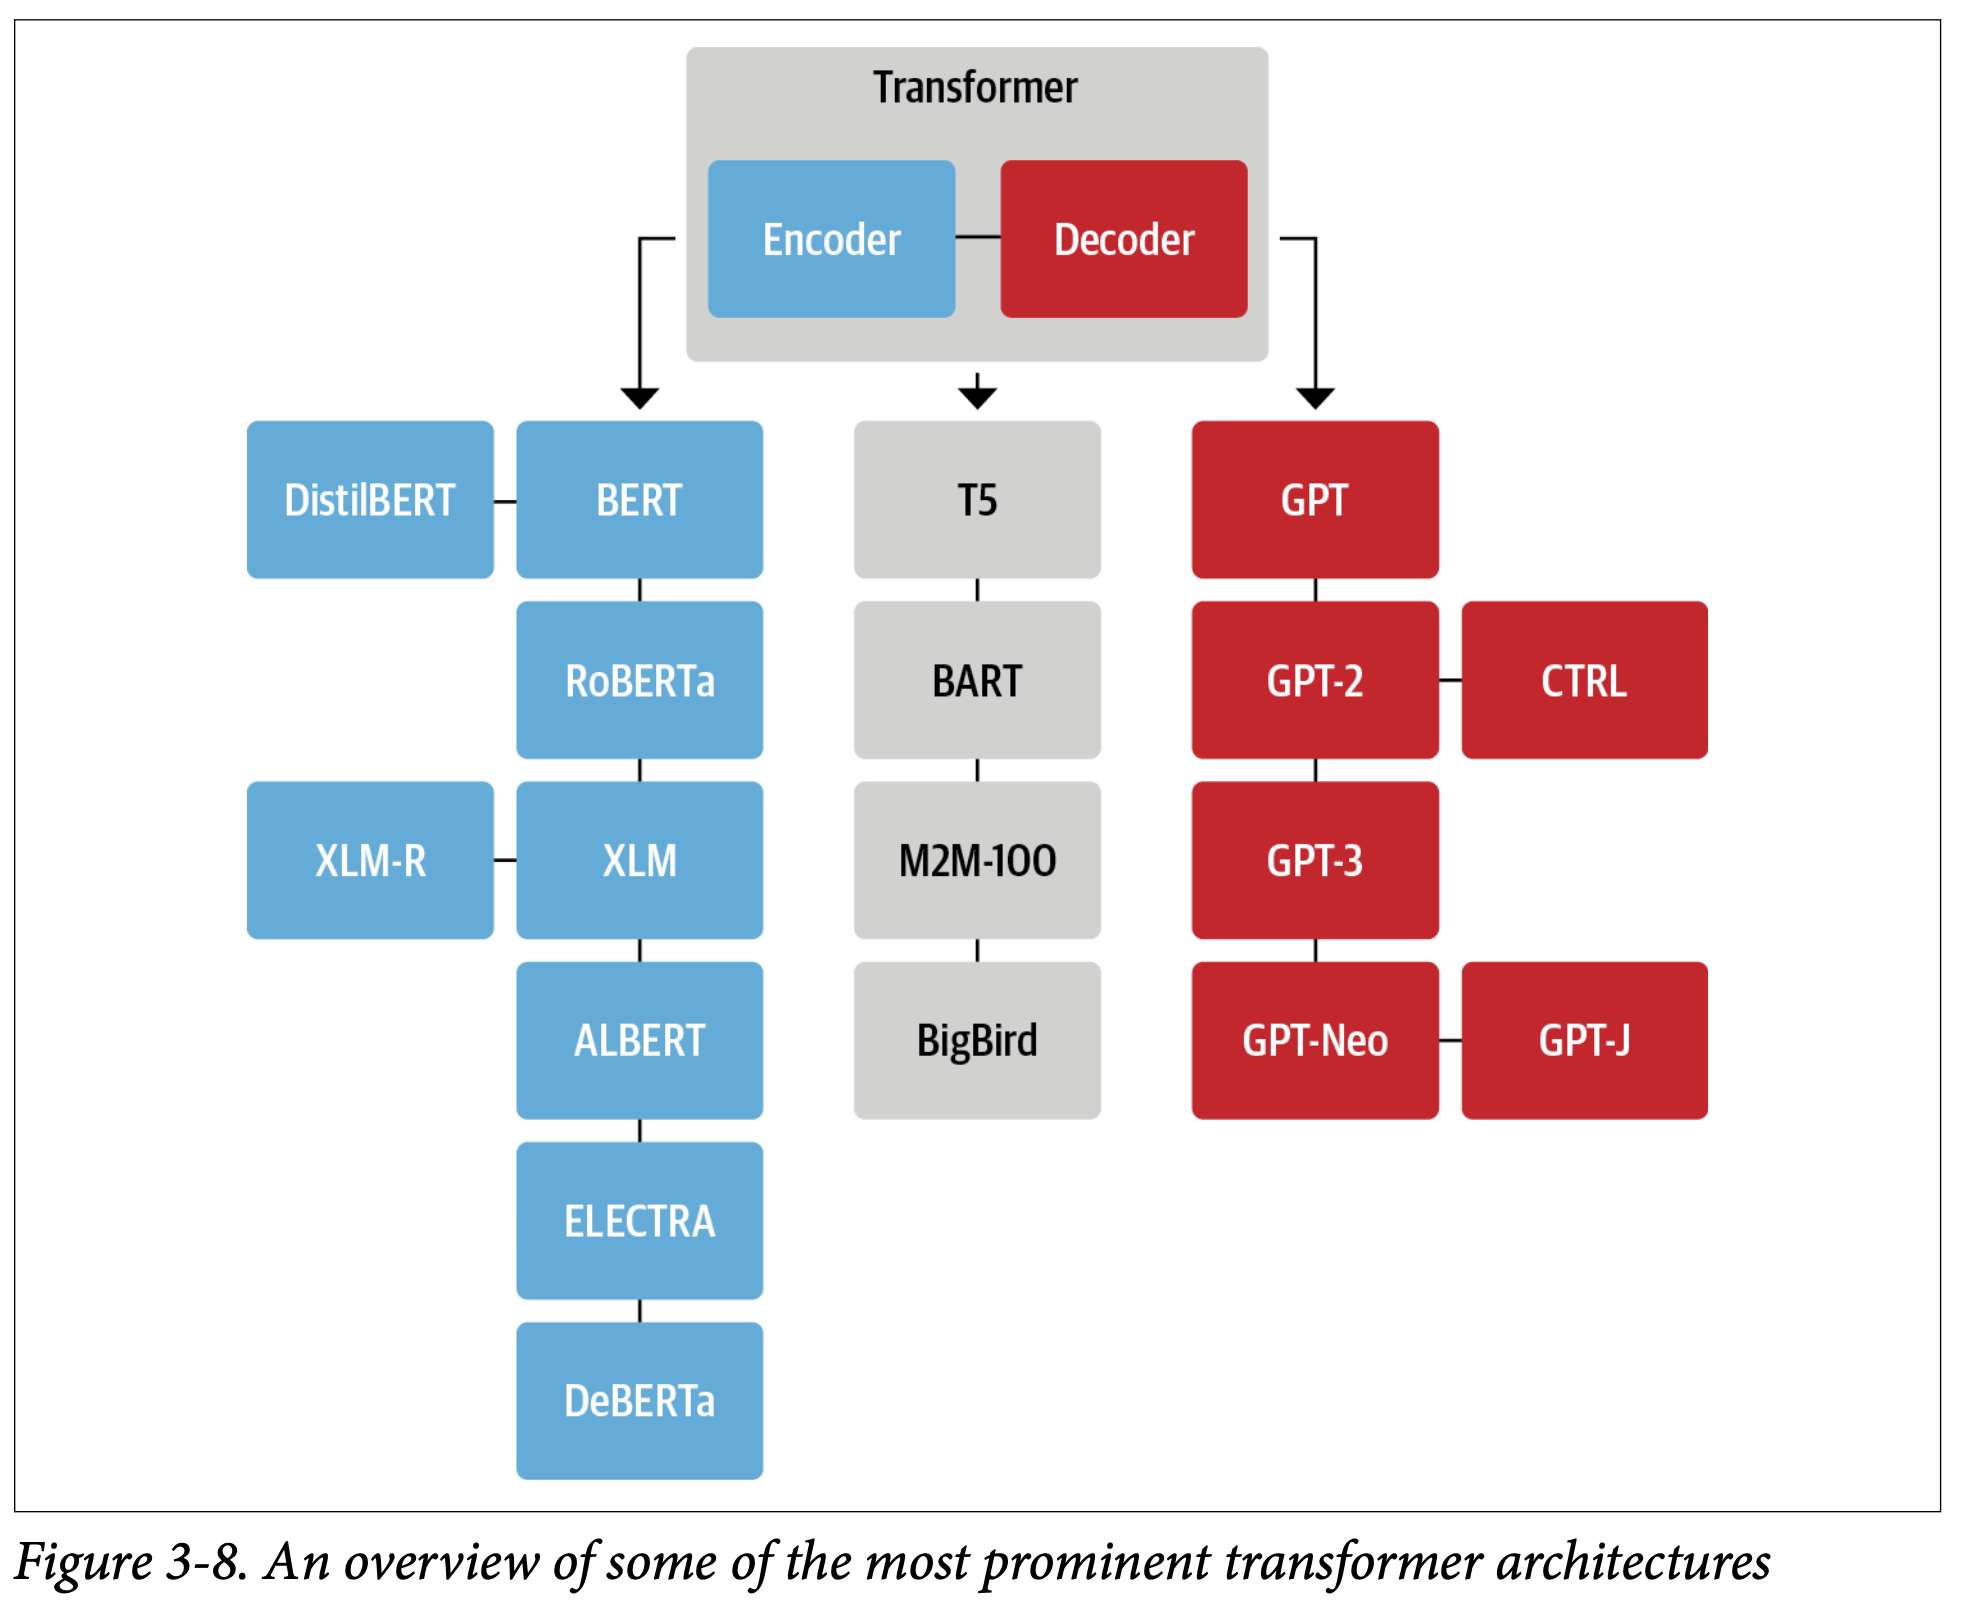 Transformer
Encoder
Decoder
DistilBERT
BERT
T5
GPT
RoBERTa
BART
GPT-2
CTRL
XLM-R
XLM
M2M-100
GPT-3
ALBERT
BigBird
GPT-Neo
GPT-J
ELECTRA
DeBERTa
Figure 3-8. An overview of some of the most prominent transformer architectures